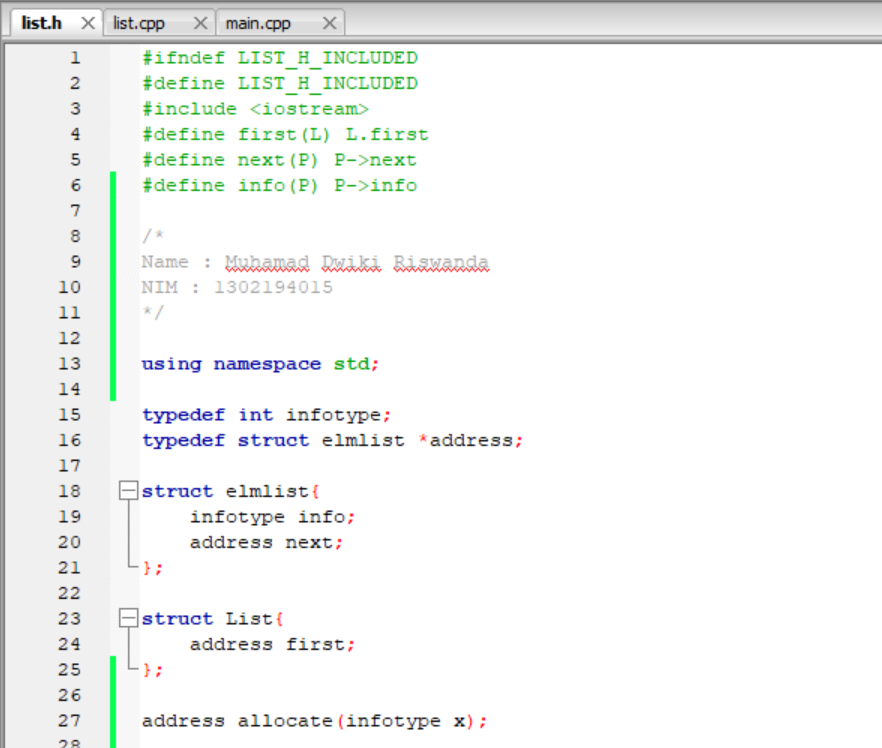 list.h list.cpp main.cpp
1 #ifndef LIST_H_INCLUDED
2 #define LIST_H_INCLUDED
3 #include <iostream>
4 #define first(L) L.first
5 #define next(P) P->next
6 #define info(P) P->info
7
8 /*
9 Name : Muhamad Dwiki Riswanda
10 NIM : 1302194015
11 */
12
13 using namespace std;
14
15 typedef int infotype;
16 typedef struct elmlist *address;
17
18 struct elmlist{
19 infotype info;
20 address next;
21 };
22
23 struct List{
24 address first;
25 };
26
27 address allocate(infotype x);
28